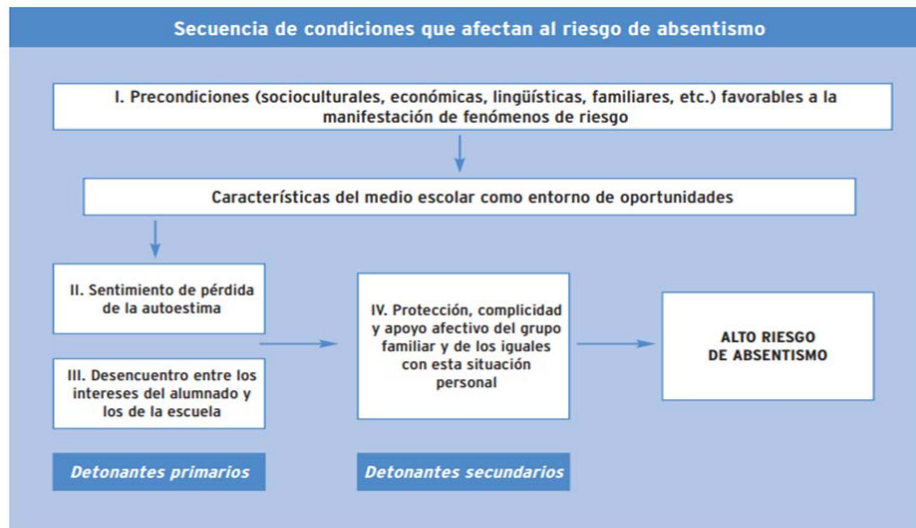 Secuencia de condiciones que afectan al riesgo de absentismo
I. Precondiciones (socioculturales, económicas, lingüísticas, familiares, etc.) favorables a la
manifestación de fenómenos de riesgo
Características del medio escolar como entorno de oportunidades
II. Sentimiento de pérdida
de la autoestima
III. Desencuentro entre los
intereses del alumnado y
los de la escuela
Detonantes primarios
IV. Protección, complicidad
y apoyo afectivo del grupo
familiar y de los iguales
con esta situación
personal
Detonantes secundarios
ALTO RIESGO
DE ABSENTISMO